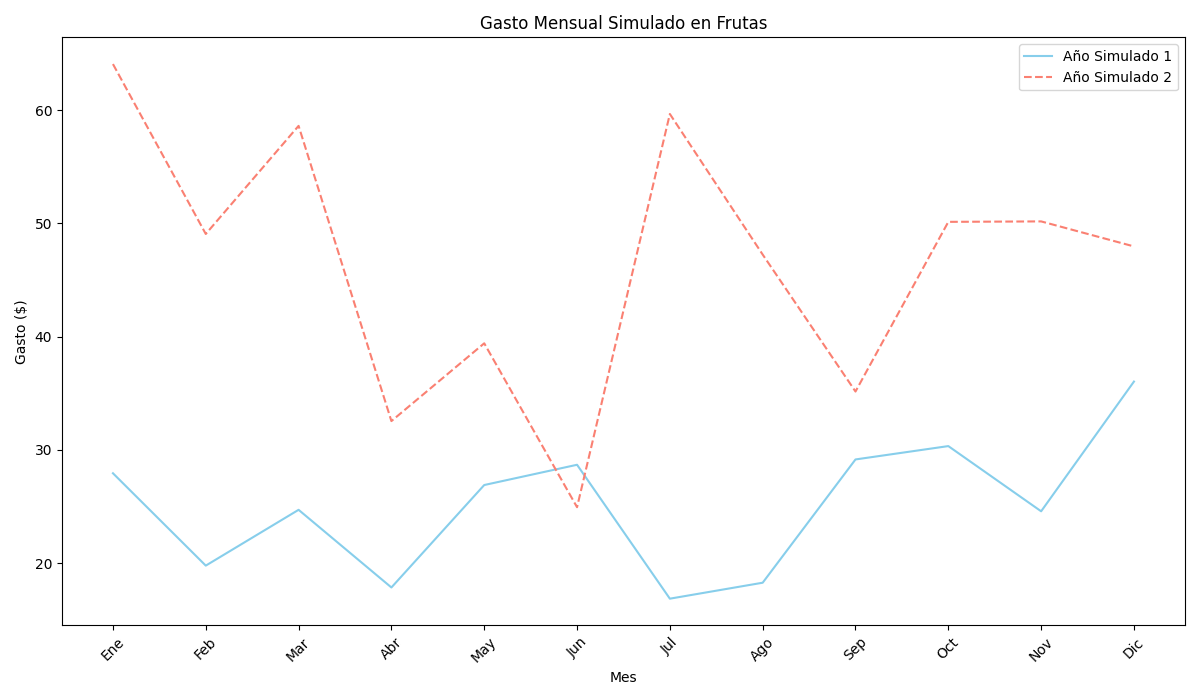 Gasto Mensual Simulado en Frutas
Año Simulado 1
Año Simulado 2
Gasto ($)
60
50
40
30
20
Ene
Feb
Mar
Abr
May
Jun
Jul
Ago
Sep
Oct
Nov
Dic
Mes